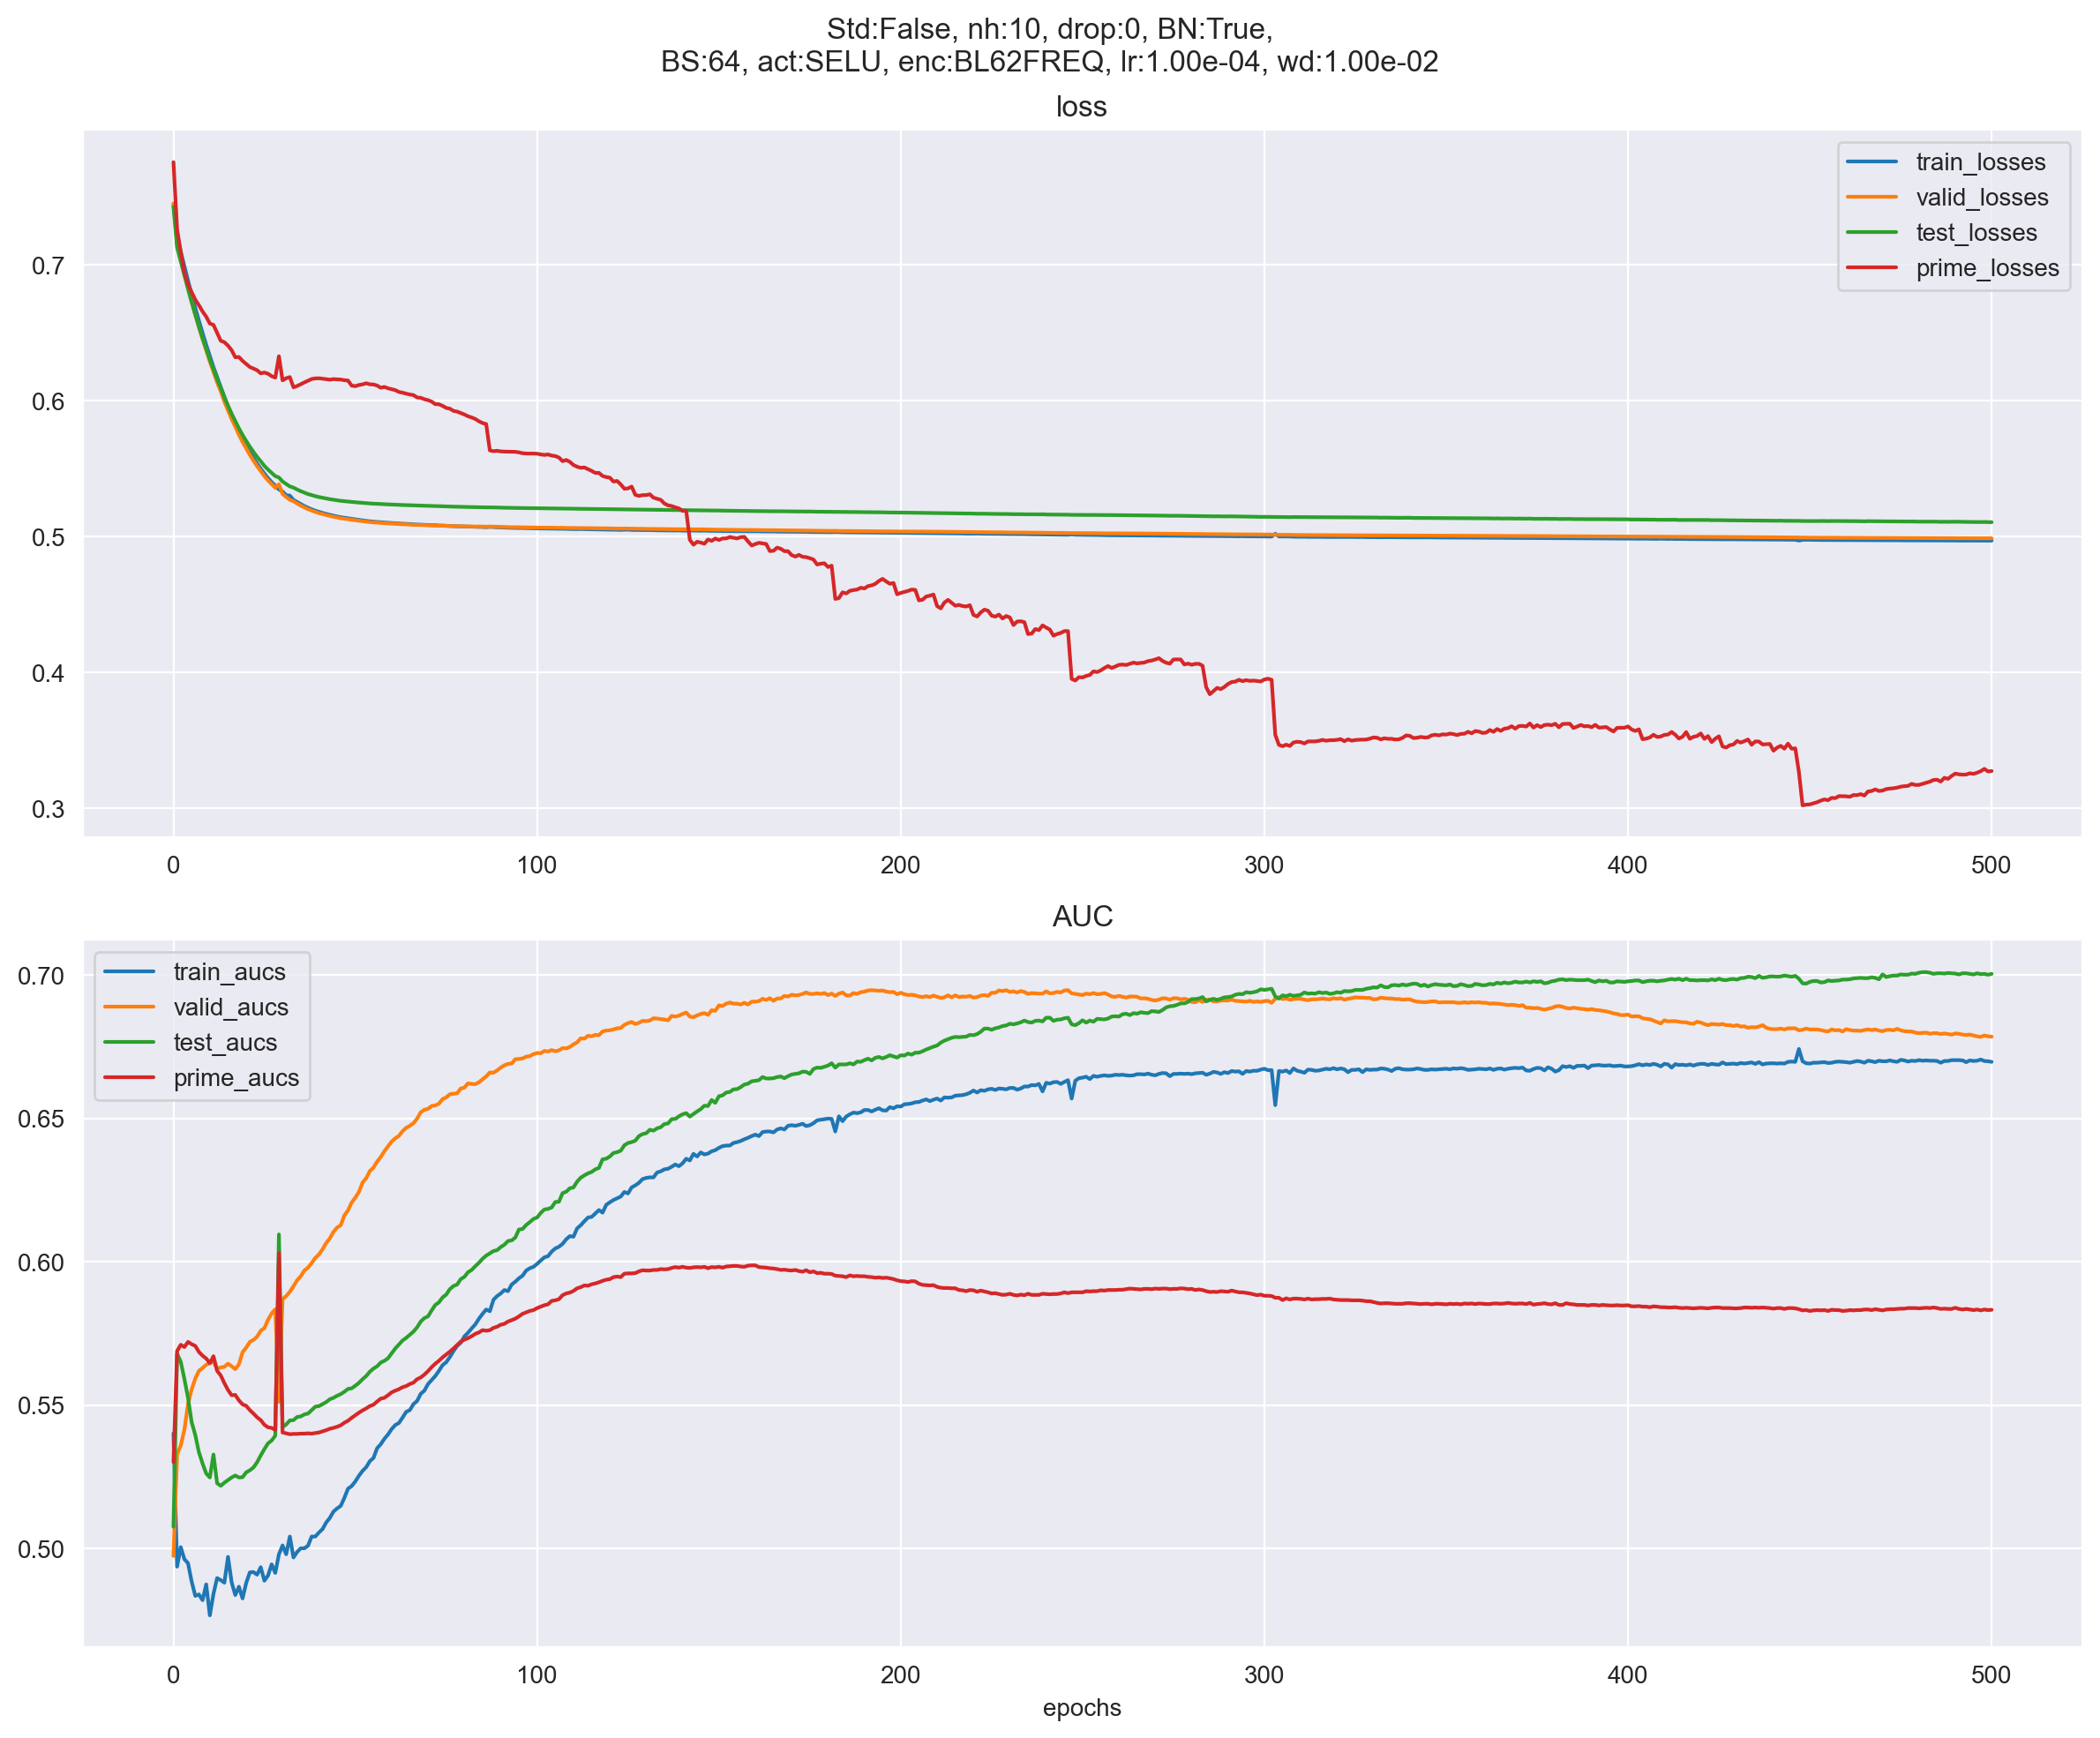 Std:False, nh:10, drop:0, BN:True,
BS:64, act:SELU, enc:BL62FREQ, lr:1.00e-04, wd:1.00e-02
loss
train_losses
valid_losses
test_losses
prime_losses
0.7
0.6
0.5
0.4
0.3
0 100 200 300 400 500
AUC
train_aucs
valid_aucs
test_aucs
prime_aucs
0.70
0.65
0.60
0.55
0.50
0 100 200 300 400 500
epochs